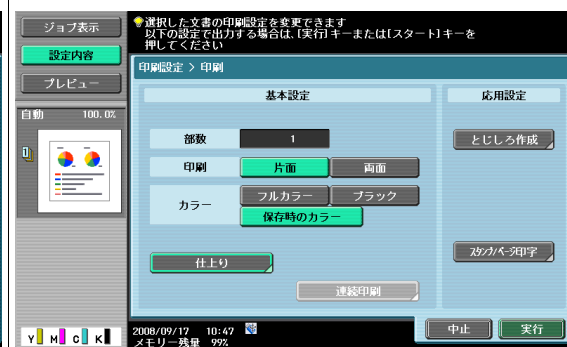 ジョブ表示
設定内容
プレビュー
自動 100.0%
選択した文書の印刷設定を変更できます
以下の設定で出力する場合は、[実行]キーまたは[スタート]キーを
押してください
印刷設定 > 印刷
基本設定
応用設定
部数 1
とじしろ作成
印刷 片面 両面
カラー フルカラー ブラック
保存時のカラー
仕上り
スタンプ/ページ印字
連続印刷
Y M C K
2008/09/17 10:47
メモリー残量 99%
中止 実行